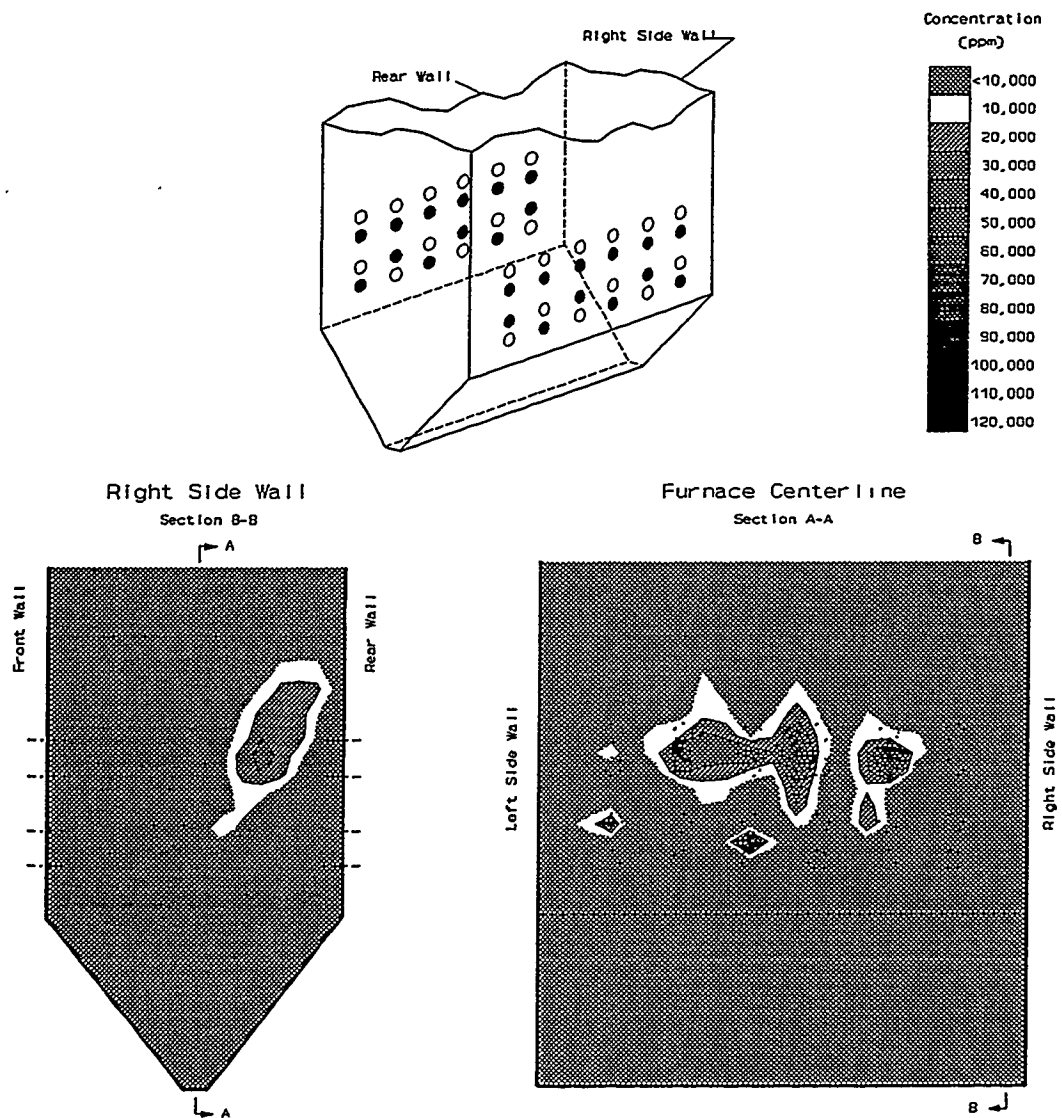 Concentration
(ppm)
Right Side Wall
Rear Wall
<10,000
10,000
20,000
30,000
40,000
50,000
60,000
70,000
80,000
90,000
100,000
110,000
120,000
Right Side Wall
Section B-B
A
Front Wall
Rear Wall
A
Furnace Centerline
Section A-A
B
Left Side Wall
Right Side Wall
B